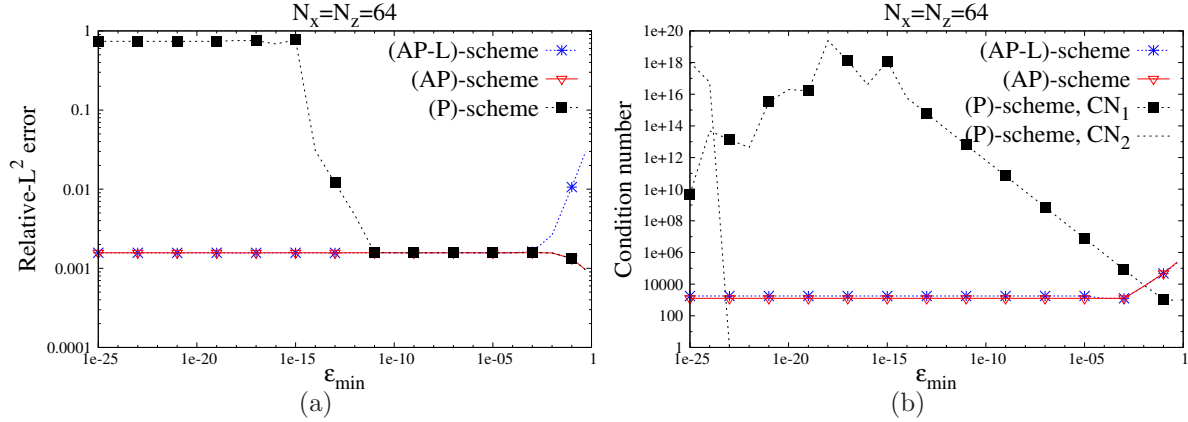 N_x=N_z=64
Relative-L^2 error
1
0.1
0.01
0.001
0.0001
(AP-L)-scheme
(AP)-scheme
(P)-scheme
1e-25
1e-20
1e-15
1e-10
1e-05
1
ε_min
(a)
N_x=N_z=64
Condition number
1e+20
1e+18
1e+16
1e+14
1e+12
1e+10
1e+08
1e+06
10000
100
1
(AP-L)-scheme
(AP)-scheme
(P)-scheme, CN_1
(P)-scheme, CN_2
1e-25
1e-20
1e-15
1e-10
1e-05
1
ε_min
(b)